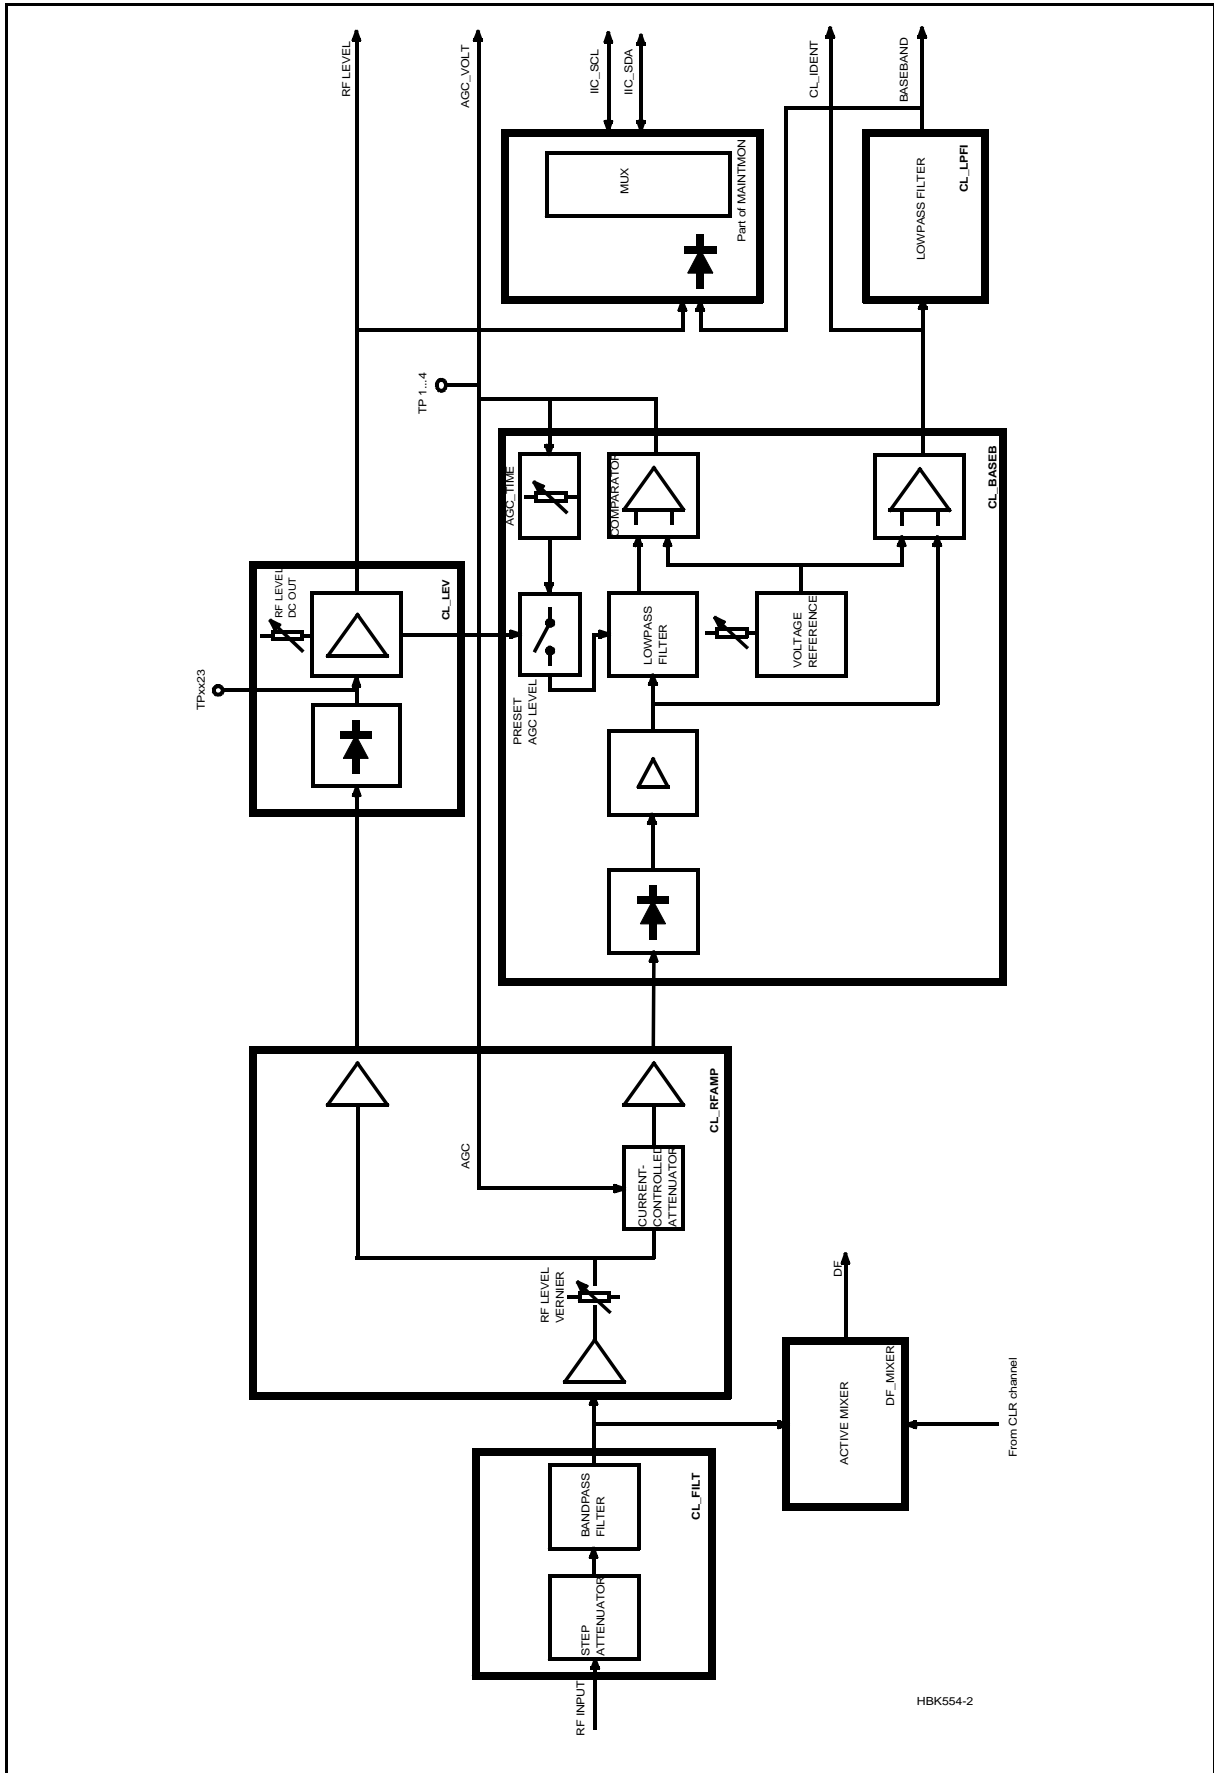 RF LEVEL
AGC_VOLT
IIC_SCL
IIC_SDA
CL_IDENT
BASEBAND
MUX
Part of MAINTMON
LOWPASS FILTER
CL_LPFI
TP 1...4
AGC_TIME
COMPARATOR
CL_BASEB
RF LEVEL
DC OUT
CL_LEV
TPxx23
PRESET
AGC LEVEL
LOWPASS
FILTER
VOLTAGE
REFERENCE
AGC
CURRENT-
CONTROLLED
ATTENUATOR
CL_RFAMP
RF LEVEL
VERNIER
DF
ACTIVE MIXER
DF_MIXER
From CLR channel
BANDPASS
FILTER
CL_FILT
STEP
ATTENUATOR
RF INPUT
HBK554-2